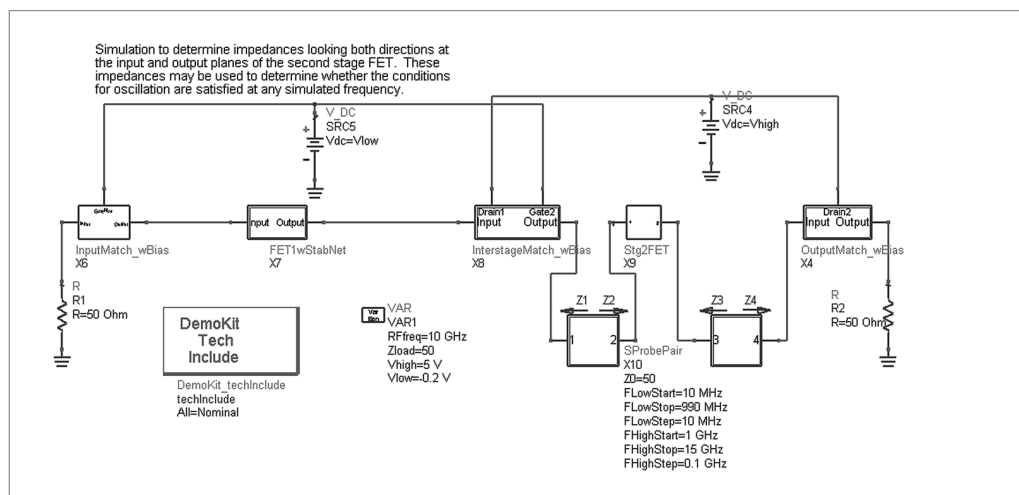 Simulation to determine impedances looking both directions at
the input and output planes of the second stage FET. These
impedances may be used to determine whether the conditions
for oscillation are satisfied at any simulated frequency.
V_DC
SRC5
Vdc=Vlow
+
-
V_DC
SRC4
Vdc=Vhigh
+
-
InputMatch_wBias
X6
Input Output
FET1wStabNet
X7
Drain1 Gate2
Input Output
InterstageMatch_wBias
X8
1 2
Stg2FET
X9
Drain2
Input Output
OutputMatch_wBias
X4
R
R1
R=50 Ohm
DemoKit
Tech
Include
DemoKit_techInclude
techInclude
All=Nominal
Var
Eqn
VAR
VAR1
RFfreq=10 GHz
Zload=50
Vhigh=5 V
Vlow=-0.2 V
Z1 Z2
1 2
SProbePair
X10
Z0=50
FLowStart=10 MHz
FLowStop=990 MHz
FLowStep=10 MHz
FHighStart=1 GHz
FHighStop=15 GHz
FHighStep=0.1 GHz
Z3 Z4
3 4
R
R2
R=50 Ohm